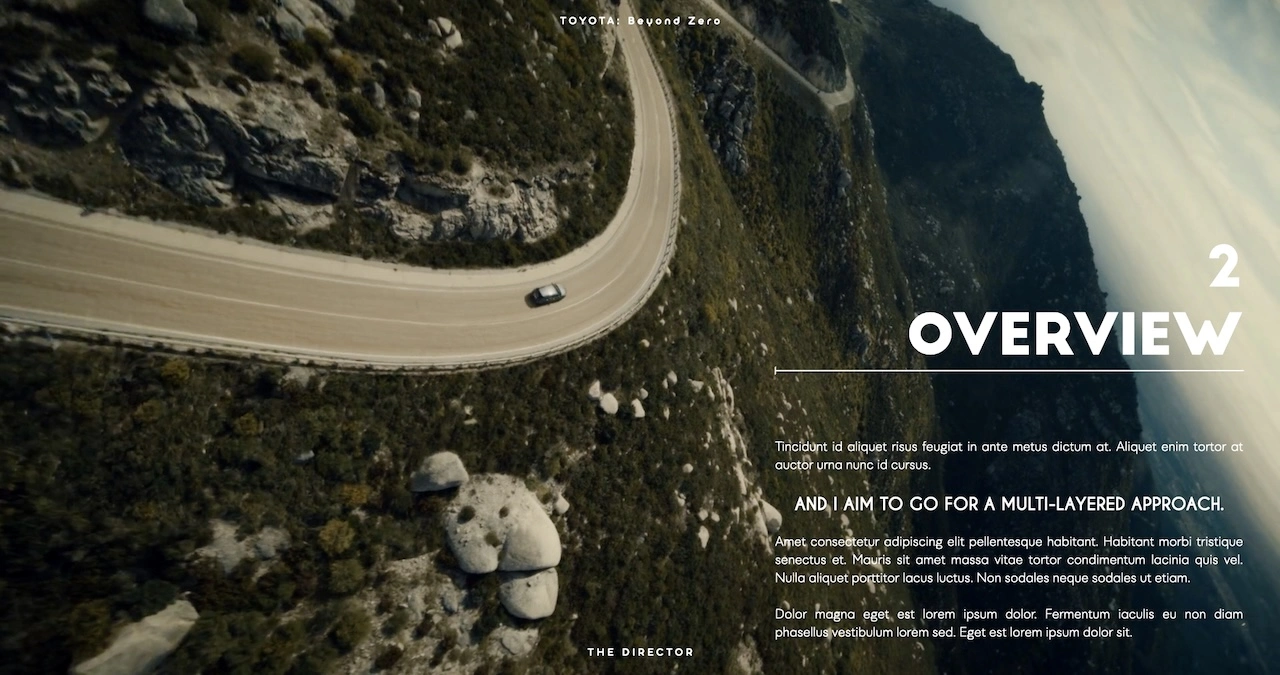 TOYOTA: Beyond Zero
2
OVERVIEW
Tincidunt id aliquet risus feugiat in ante metus dictum at. Aliquet enim tortor at
auctor urna nunc id cursus.
AND I AIM TO GO FOR A MULTI-LAYERED APPROACH.
Amet consectetur adipiscing elit pellentesque habitant. Habitant morbi tristique
senectus et. Mauris sit amet massa vitae tortor condimentum lacinia quis vel.
Nulla aliquet porttitor lacus luctus. Non sodales neque sodales ut etiam.
Dolor magna eget est lorem ipsum dolor. Fermentum iaculis eu non diam
phasellus vestibulum lorem sed. Eget est lorem ipsum dolor sit.
THE DIRECTOR